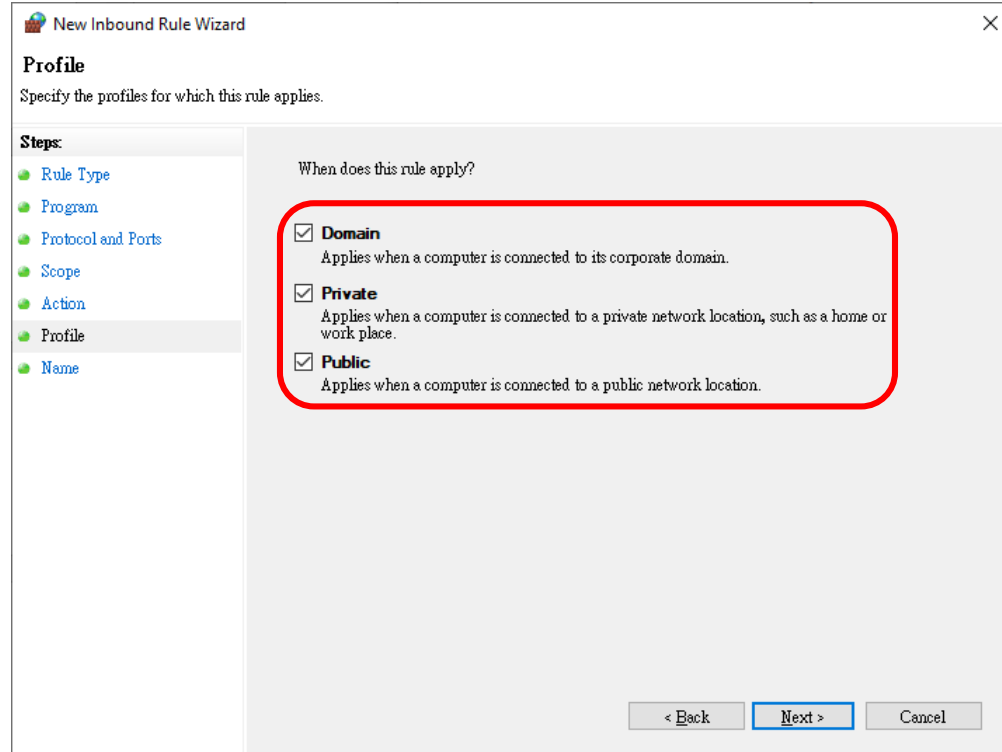 New Inbound Rule Wizard
Profile
Specify the profiles for which this rule applies.
Steps:
Rule Type
Program
Protocol and Ports
Scope
Action
Profile
Name
When does this rule apply?
Domain
Applies when a computer is connected to its corporate domain.
Private
Applies when a computer is connected to a private network location, such as a home or
work place.
Public
Applies when a computer is connected to a public network location.
< Back
Next >
Cancel